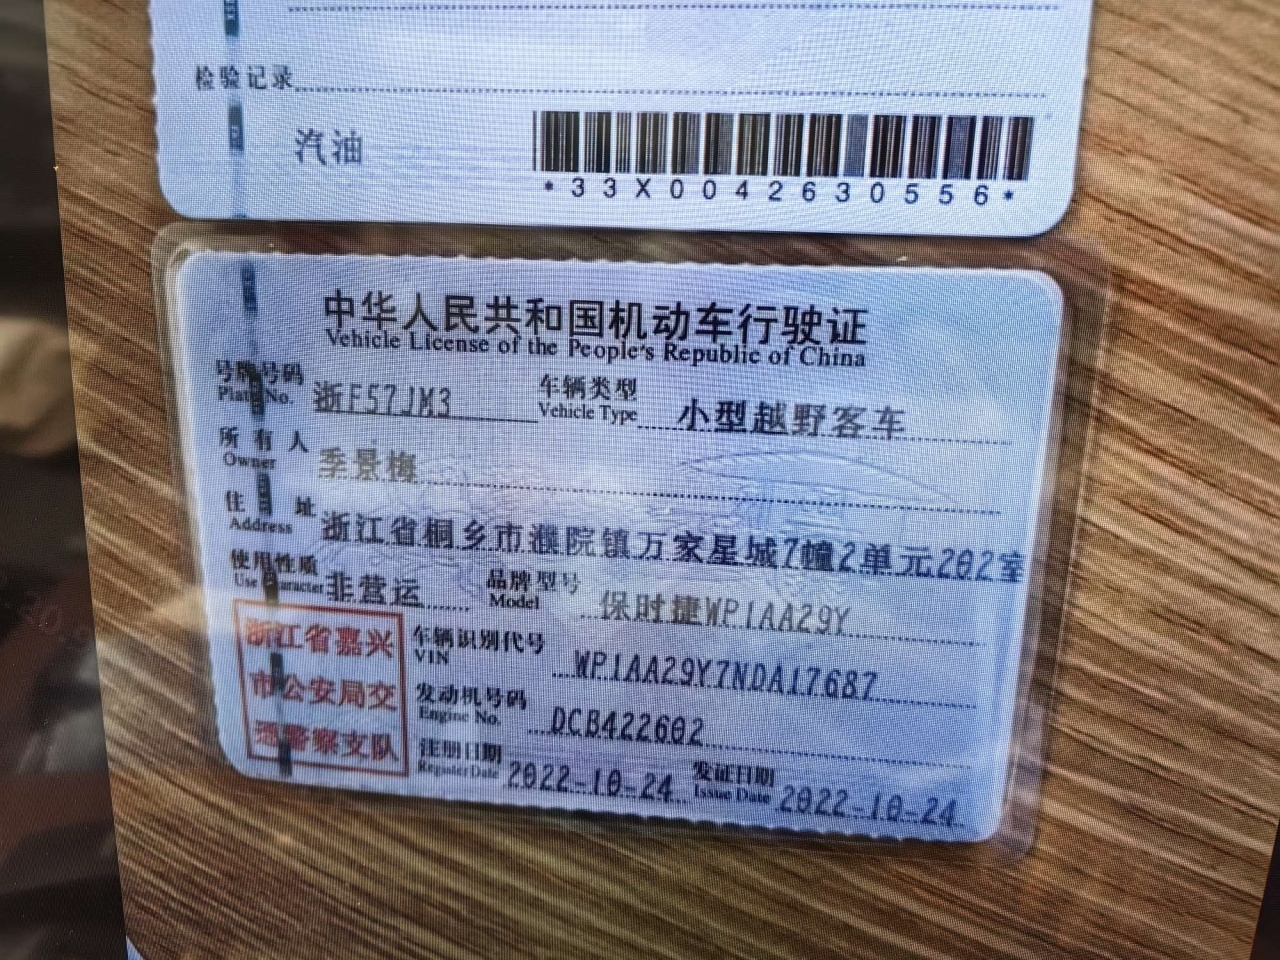 检验记录
汽油
*33X0042630556*
中华人民共和国机动车行驶证
Vehicle License of the People's Republic of China
号牌号码 浙F57JM3 车辆类型 小型越野客车
Plate No. Vehicle Type
所有人 季景梅
Owner
住址 浙江省桐乡市濮院镇万家星城7幢2单元202室
Address
使用性质 非营运 品牌型号 保时捷WP1AA29Y
Use Character Model
浙江省嘉兴
市公安局交
通警察支队
车辆识别代号 WP1AA29Y7NDA17687
VIN
发动机号码 DCB422602
Engine No.
注册日期 2022-10-24 发证日期 2022-10-24
Register Date Issue Date